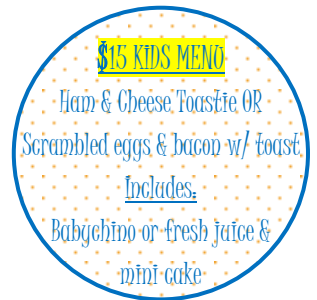 $15 KIDS MENU
Ham & Cheese Toastie OR
Scrambled eggs & bacon w/ toast
Includes:
Babychino or fresh juice &
mini cake